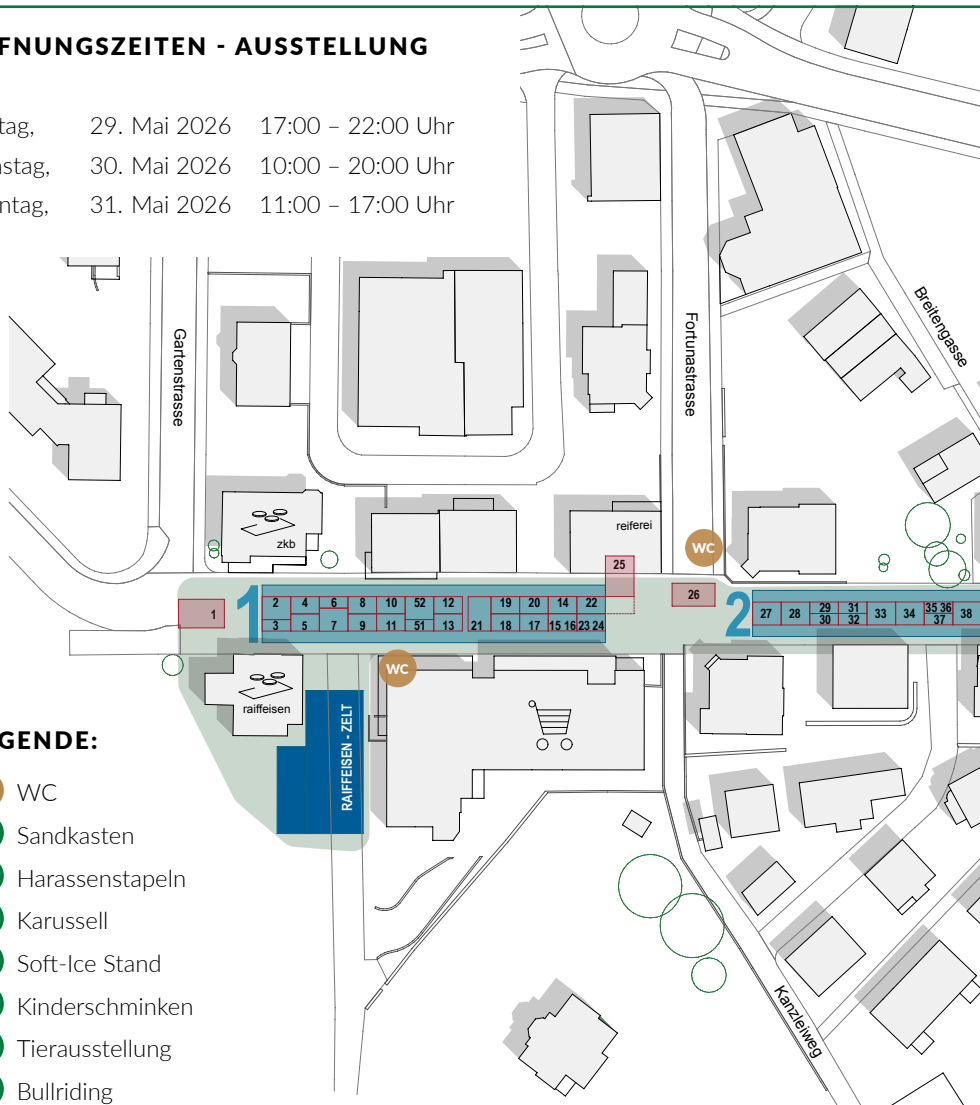 FNUNGSZEITEN - AUSSTELLUNG
tag, 29. Mai 2026 17:00 – 22:00 Uhr
stag, 30. Mai 2026 10:00 – 20:00 Uhr
ntag, 31. Mai 2026 11:00 – 17:00 Uhr
Breitengasse
Gartenstrasse
Fortunastrasse
reiferei
zkb
WC
25
1
1
2 4 6 8 10 52 12 19 20 14 22
3 5 7 9 11 51 13 21 18 17 15 16 23 24
26
2
27 28 29 31 33 34 35 36 38
30 32 37
WC
raiffeisen
RAIFFEISEN - ZELT
GENDE:
WC
Sandkasten
Harassenstapeln
Karussell
Soft-Ice Stand
Kinderschminken
Tierausstellung
Bullriding
Kanzleiweg